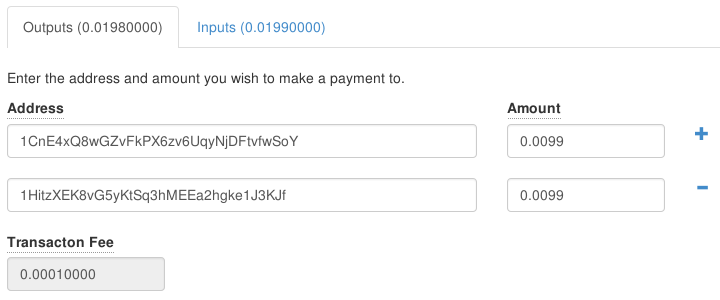 Outputs (0.01980000) Inputs (0.01990000)
Enter the address and amount you wish to make a payment to.
Address Amount
1CnE4xQ8wGZvFkPX6zv6UqyNjDFtvfwSoY 0.0099 +
1HitzXEK8vG5yKtSq3hMEEa2hgke1J3KJf 0.0099 -
Transacton Fee
0.00010000